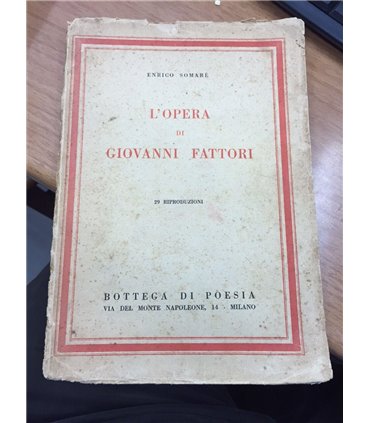 ENRICO SOMARÈ
L'OPERA
DI
GIOVANNI FATTORI
29 RIPRODUZIONI
BOTTEGA DI POESIA
VIA DEL MONTE NAPOLEONE, 14 - MILANO